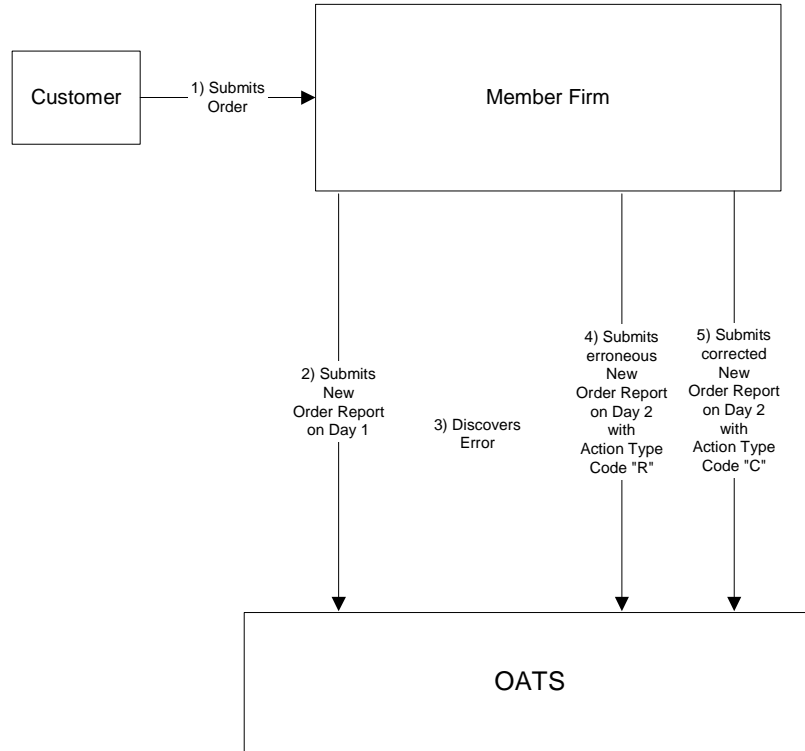 Customer
1) Submits
Order
Member Firm
2) Submits
New
Order Report
on Day 1
3) Discovers
Error
4) Submits
erroneous
New
Order Report
on Day 2
with
Action Type
Code "R"
5) Submits
corrected
New
Order Report
on Day 2
with
Action Type
Code "C"
OATS